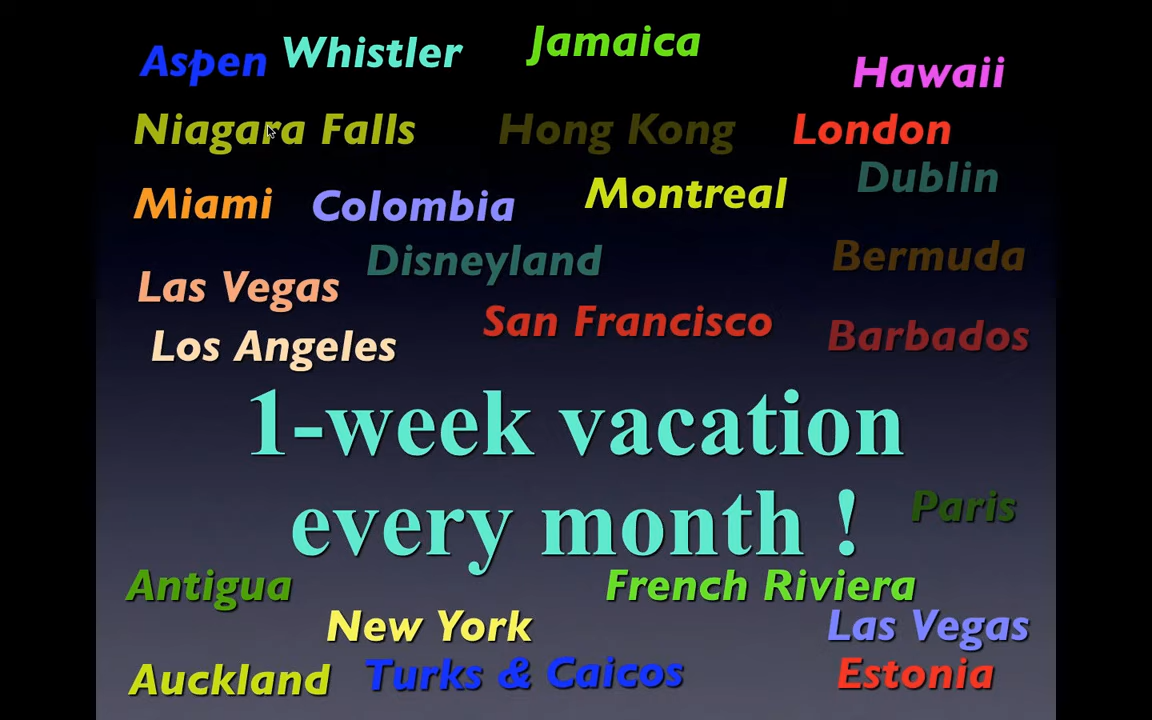 Aspen Whistler Jamaica Hawaii
Niagara Falls Hong Kong London
Miami Colombia Montreal Dublin
Disneyland Bermuda
Las Vegas San Francisco
Los Angeles Barbados
1-week vacation
every month ! Paris
Antigua French Riviera
New York Las Vegas
Auckland Turks & Caicos Estonia